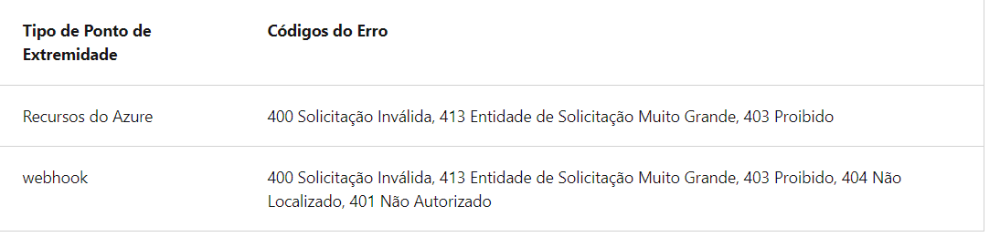 Tipo de Ponto de
Extremidade
Códigos do Erro
Recursos do Azure
400 Solicitação Inválida, 413 Entidade de Solicitação Muito Grande, 403 Proibido
webhook
400 Solicitação Inválida, 413 Entidade de Solicitação Muito Grande, 403 Proibido, 404 Não
Localizado, 401 Não Autorizado